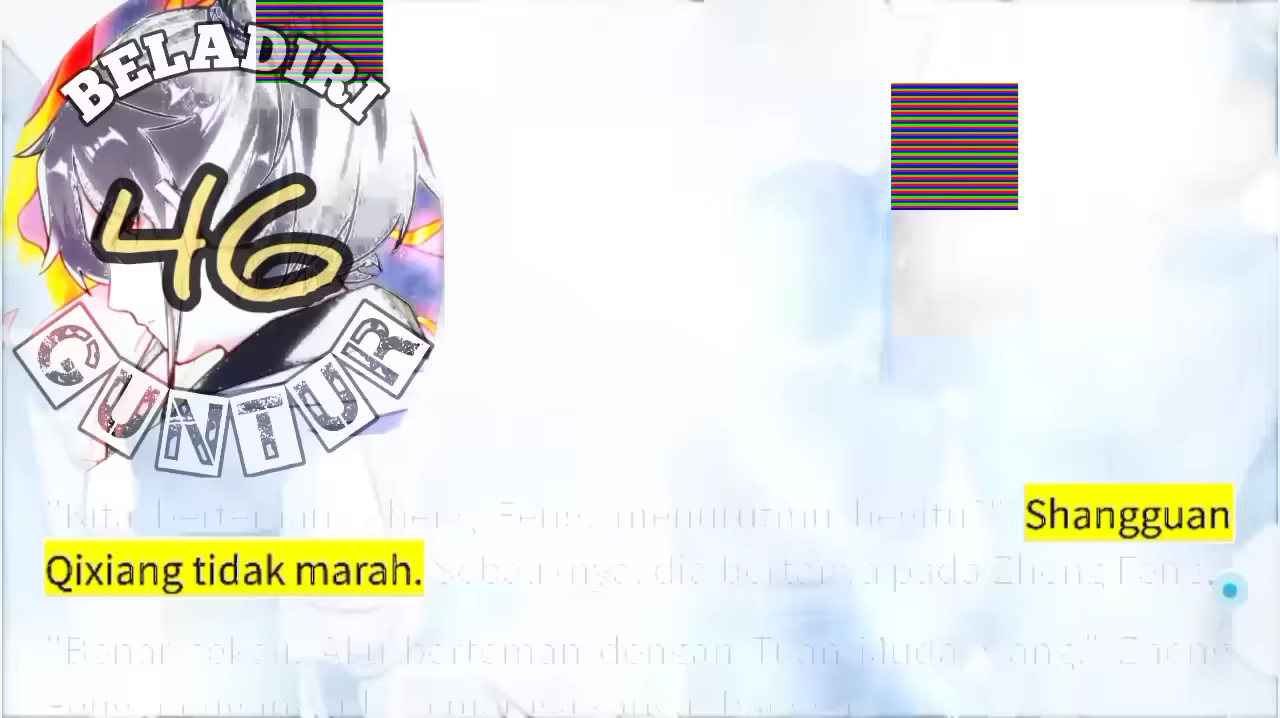 BELADIRI
46
GUNTUR
"Kita berteman, Zheng Feng, menurutmu begitu?" Shangguan
Qixiang tidak marah. Sebaliknya, dia bertanya pada Zheng Feng.
"Benar sekali. Aku berteman dengan Tuan Muda Xiang." Zheng